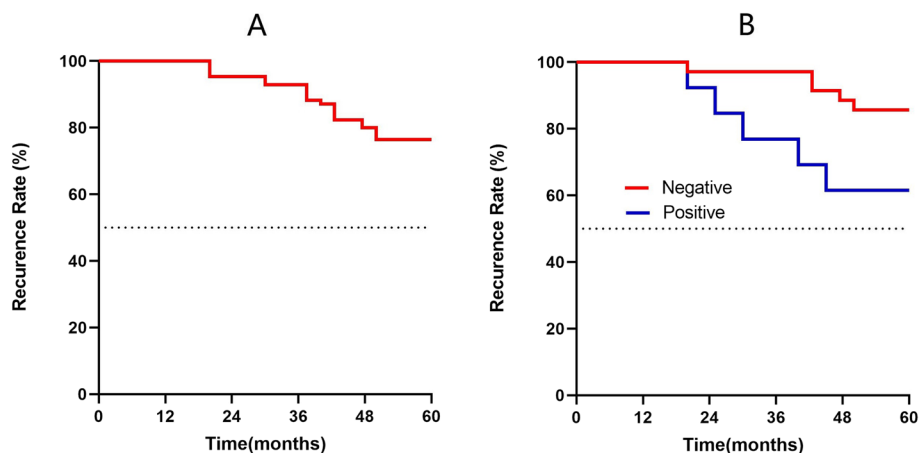 A
Recurence Rate (%)
100
80
60
40
20
0
0 12 24 36 48 60
Time(months)
B
Recurence Rate (%)
100
80
60
40
20
0
Negative
Positive
0 12 24 36 48 60
Time(months)